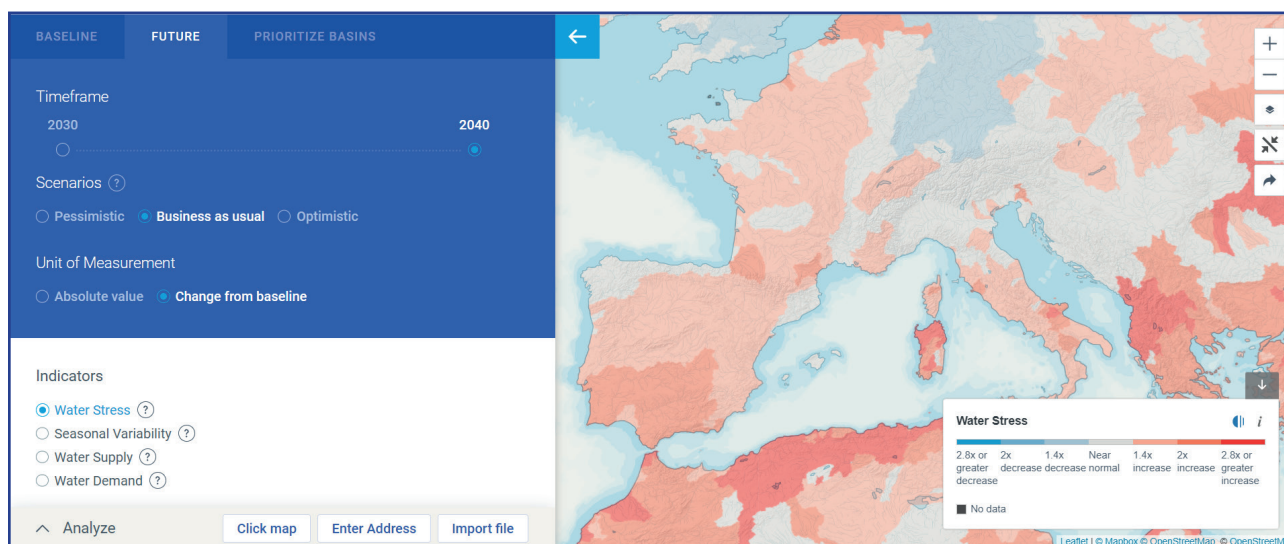 BASELINE FUTURE PRIORITIZE BASINS
Timeframe
2030 2040
Scenarios ?
Pessimistic Business as usual Optimistic
Unit of Measurement
Absolute value Change from baseline
Indicators
Water Stress ?
Seasonal Variability ?
Water Supply ?
Water Demand ?
Analyze Click map Enter Address Import file
Water Stress i
2.8x or 2x 1.4x Near 1.4x 2x 2.8x or
greater decrease decrease normal increase increase greater
decrease increase
No data
Leaflet | © Mapbox © OpenStreetMap, © OpenStreetM